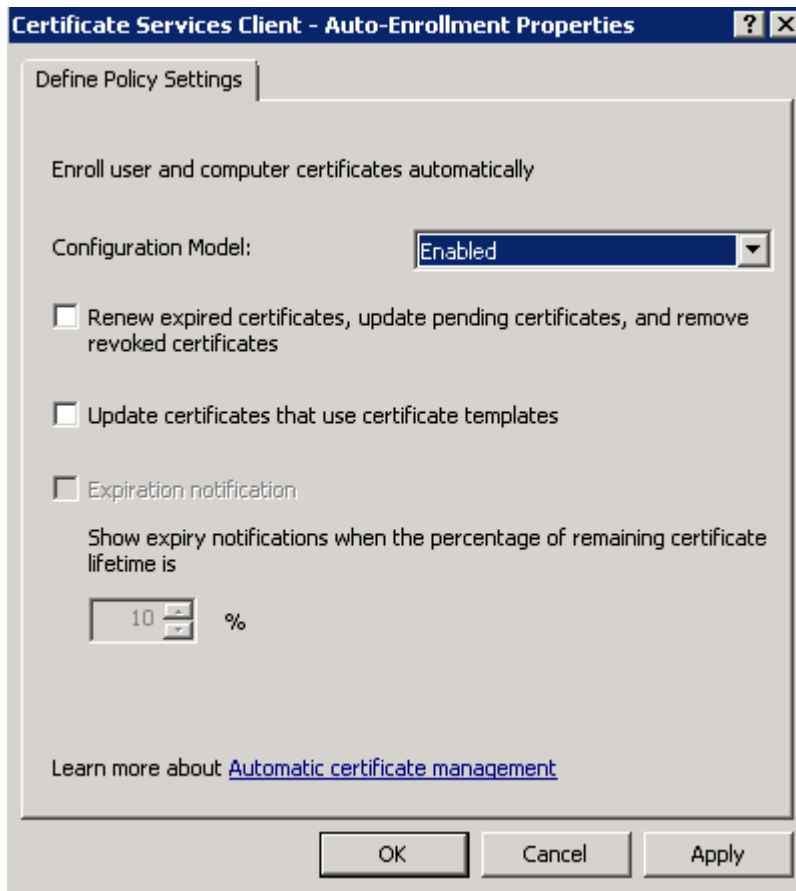 Certificate Services Client - Auto-Enrollment Properties
Define Policy Settings
Enroll user and computer certificates automatically
Configuration Model:
Enabled
Renew expired certificates, update pending certificates, and remove
revoked certificates
Update certificates that use certificate templates
Expiration notification
Show expiry notifications when the percentage of remaining certificate
lifetime is
10 %
Learn more about Automatic certificate management
OK
Cancel
Apply